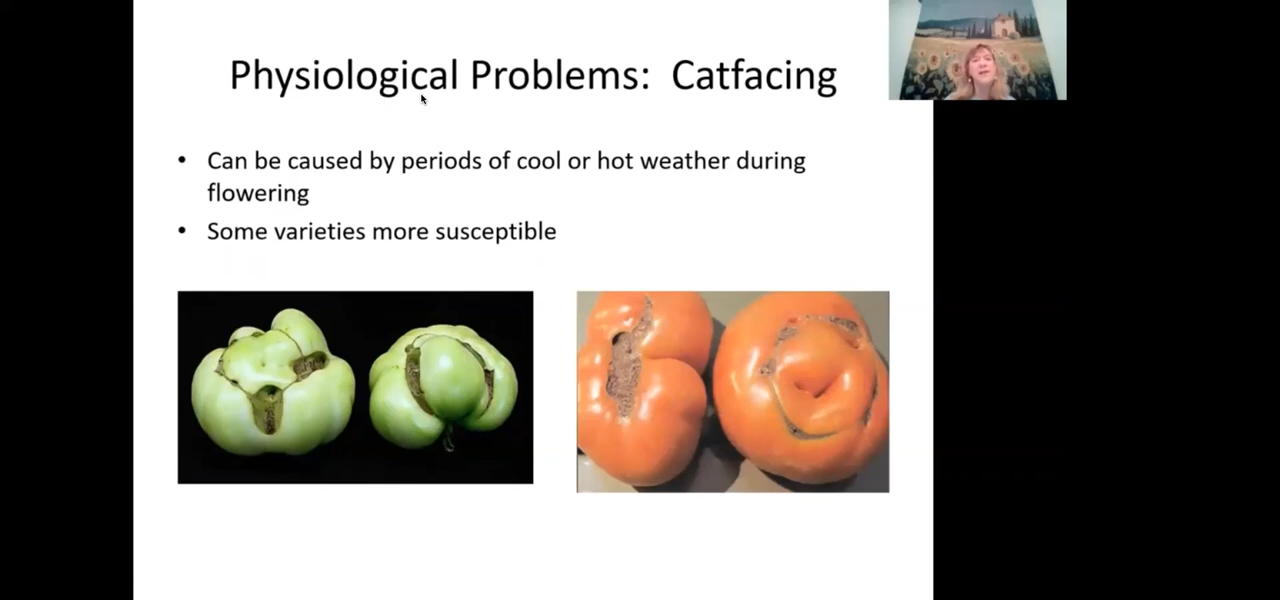 Physiological Problems:  Catfacing
• Can be caused by periods of cool or hot weather during
flowering
• Some varieties more susceptible